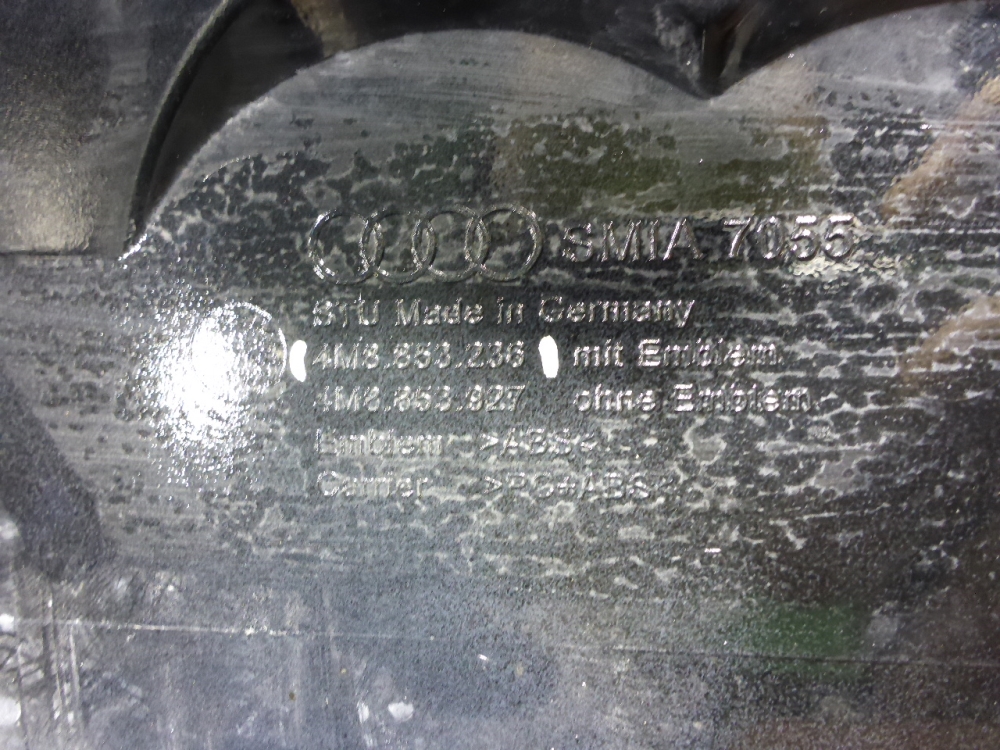 SMIA 7055
STU Made in Germany
4M8.853.236 mit Emblem
4M8.853.827 ohne Emblem
Emblem >ABS<
Carrier >PC+ABS<